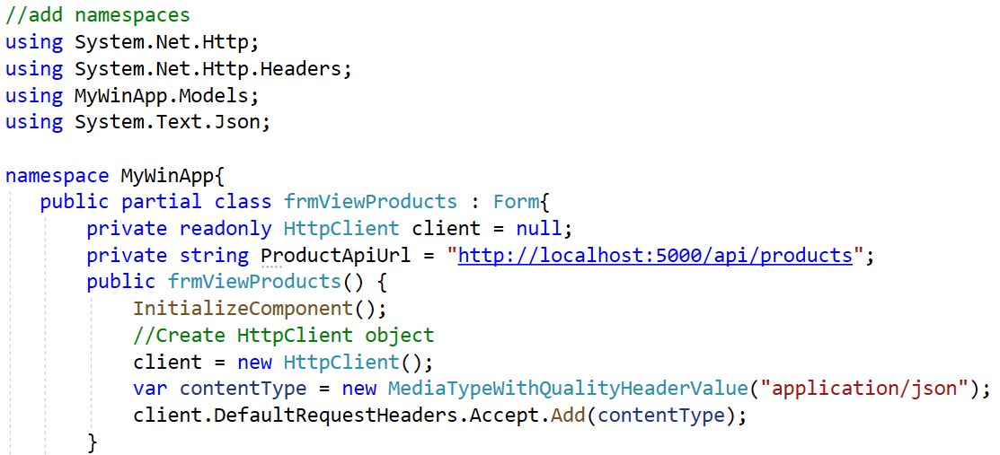 //add namespaces
using System.Net.Http;
using System.Net.Http.Headers;
using MyWinApp.Models;
using System.Text.Json;

namespace MyWinApp{
   public partial class frmViewProducts : Form{
       private readonly HttpClient client = null;
       private string ProductApiUrl = "http://localhost:5000/api/products";
       public frmViewProducts() {
           InitializeComponent();
           //Create HttpClient object
           client = new HttpClient();
           var contentType = new MediaTypeWithQualityHeaderValue("application/json");
           client.DefaultRequestHeaders.Accept.Add(contentType);
       }